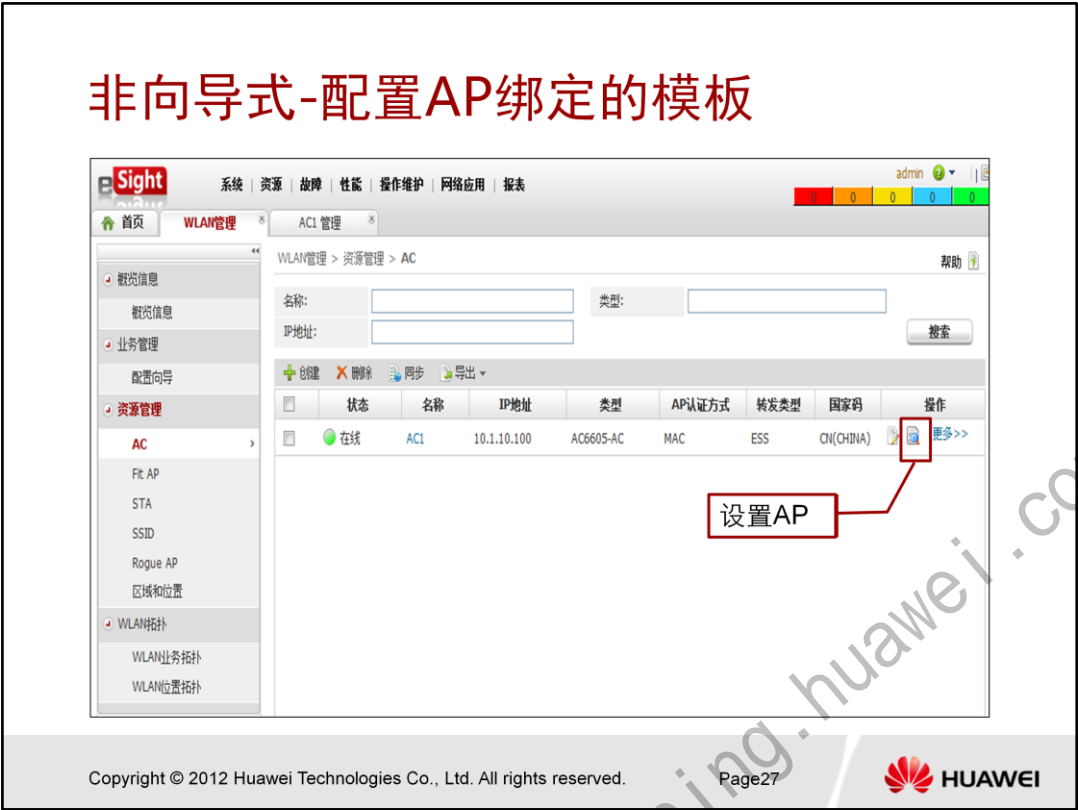 非向导式-配置AP绑定的模板
eSight
系统 资源 故障 性能 操作维护 网络应用 报表
admin
0 0 0 0 0
首页 WLAN管理 AC1 管理
WLAN管理 > 资源管理 > AC
帮助
概览信息
概览信息
业务管理
配置向导
资源管理
AC
Fit AP
STA
SSID
Rogue AP
区域和位置
WLAN拓扑
WLAN业务拓扑
WLAN位置拓扑
名称: 类型:
IP地址: 搜索
创建 删除 同步 导出
状态 名称 IP地址 类型 AP认证方式 转发类型 国家码 操作
在线 AC1 10.1.10.100 AC6605-AC MAC ESS CN(CHINA) 更多>>
设置AP
ning.huawei.co
Copyright © 2012 Huawei Technologies Co., Ltd. All rights reserved. Page27
HUAWEI